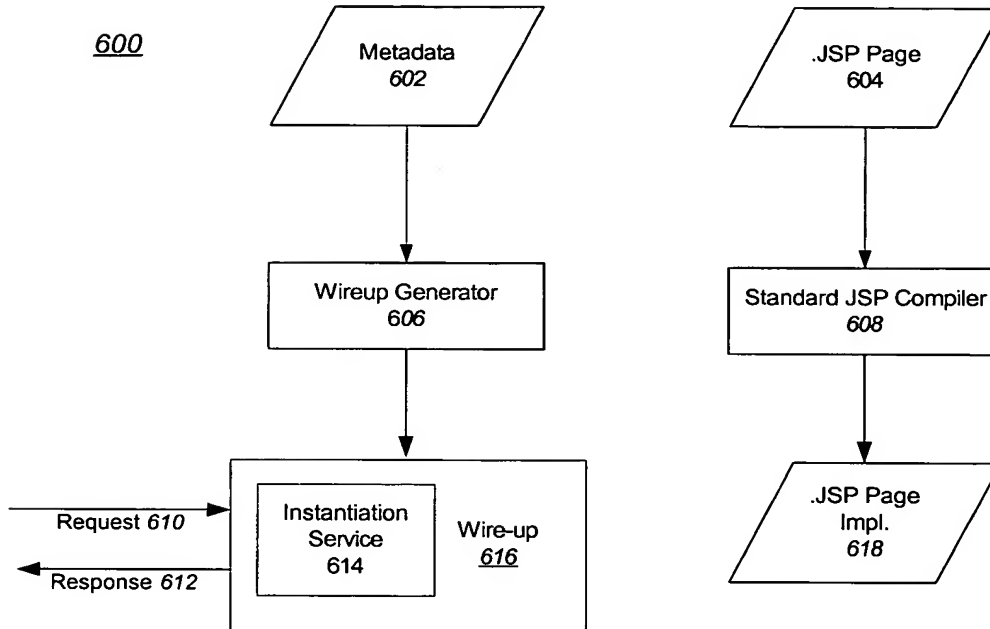 600
Metadata
602
.JSP Page
604
Wireup Generator
606
Standard JSP Compiler
608
Request 610
Response 612
Instantiation
Service
614
Wire-up
616
.JSP Page
Impl.
618